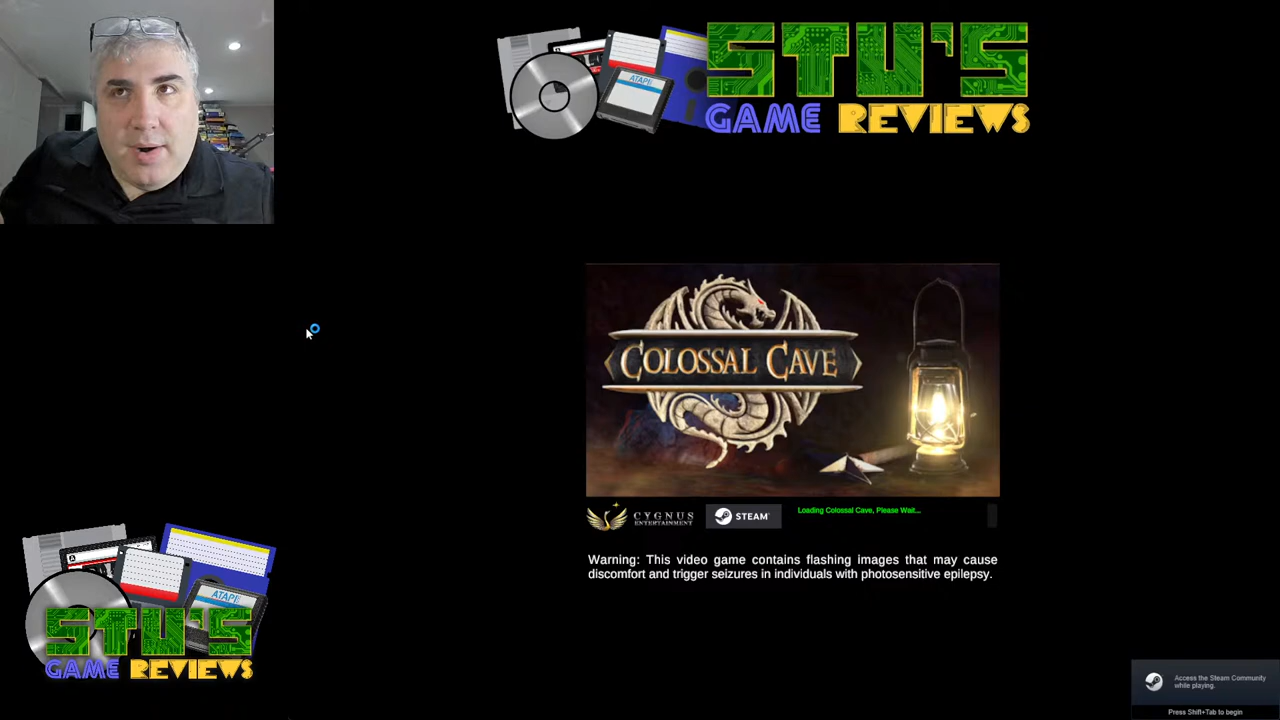 ATAPI
STU'S
GAME REVIEWS
COLOSSAL CAVE
CYGNUS
ENTERTAINMENT
STEAM
Loading Colossal Cave, Please Wait...
Warning: This video game contains flashing images that may cause
discomfort and trigger seizures in individuals with photosensitive epilepsy.
ATAPI
STU'S
GAME REVIEWS
Access the Steam Community
while playing.
Press Shift+Tab to begin